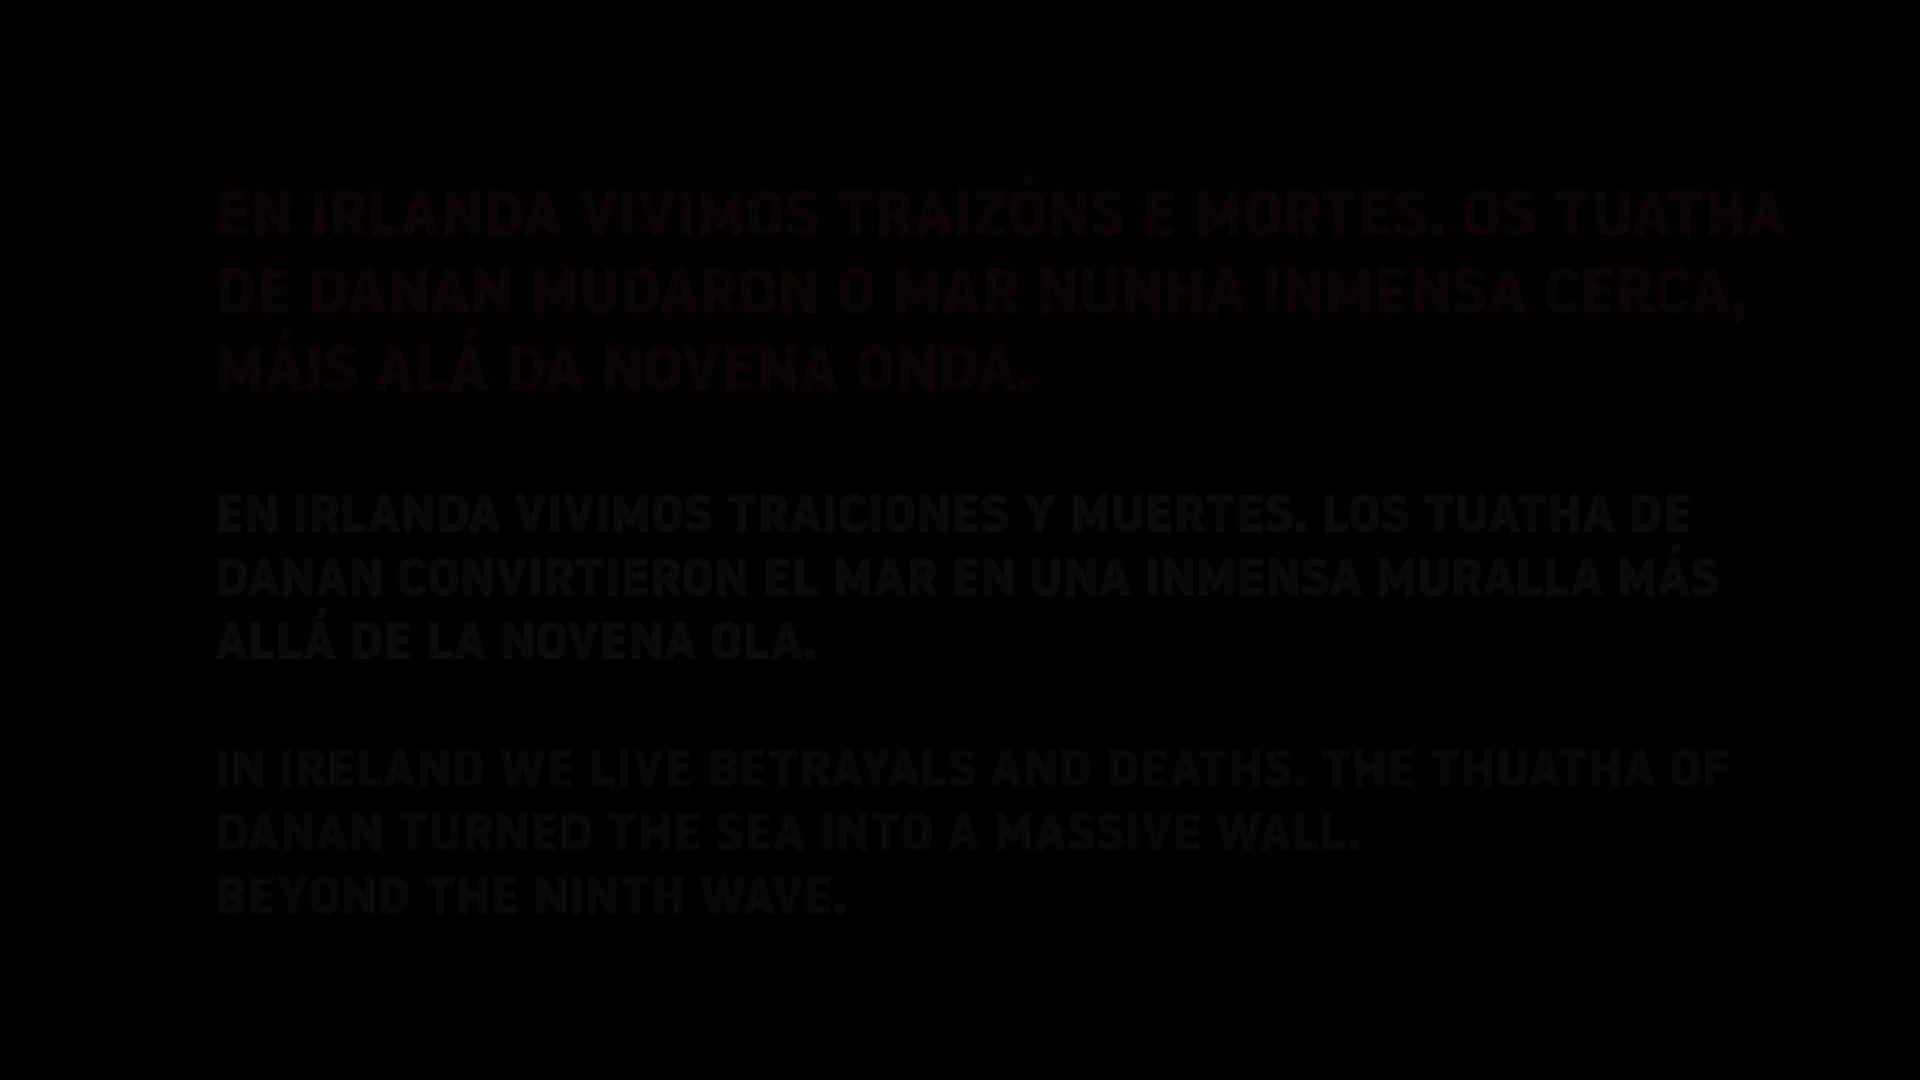 EN IRLANDA VIVIMOS TRAIZÓNS E MORTES. OS TUATHA
DE DANAN MUDARON O MAR NUNHA INMENSA CERCA,
MÁIS ALÁ DA NOVENA ONDA.
EN IRLANDA VIVIMOS TRAICIONES Y MUERTES. LOS TUATHA DE
DANAN CONVIRTIERON EL MAR EN UNA INMENSA MURALLA MÁS
ALLÁ DE LA NOVENA OLA.
IN IRELAND WE LIVE BETRAYALS AND DEATHS. THE THUATHA OF
DANAN TURNED THE SEA INTO A MASSIVE WALL.
BEYOND THE NINTH WAVE.